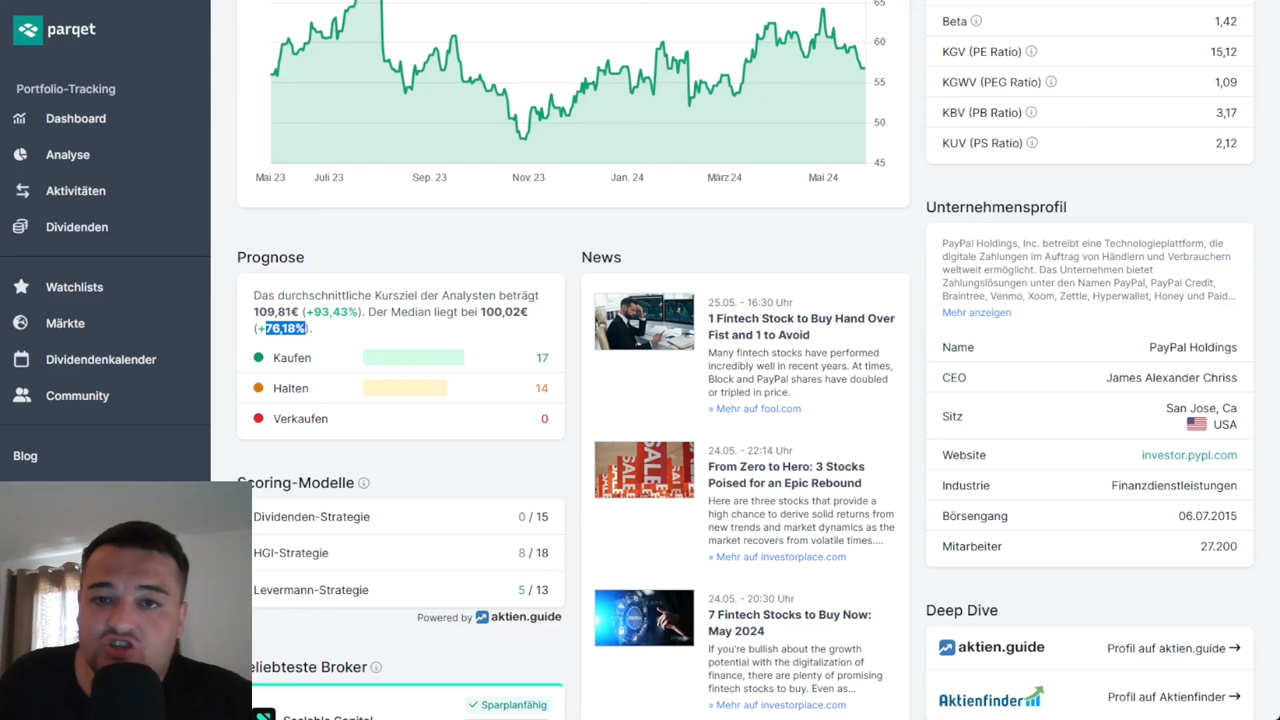 parqet
Portfolio-Tracking
Dashboard
Analyse
Aktivitäten
Dividenden
Watchlists
Märkte
Dividendenkalender
Community
Blog
65
60
55
50
45
Mai 23
Juli 23
Sep. 23
Nov. 23
Jan. 24
März 24
Mai 24
Prognose
Das durchschnittliche Kursziel der Analysten beträgt
109,81€ (+93,43%). Der Median liegt bei 100,02€
(+76,18%).
Kaufen 17
Halten 14
Verkaufen 0
Scoring-Modelle
Dividenden-Strategie 0 / 15
HGI-Strategie 8 / 18
Levermann-Strategie 5 / 13
Powered by aktien.guide
eliebteste Broker
Sparplanfähig
Scalable Capital
News
25.05. - 16:30 Uhr
1 Fintech Stock to Buy Hand Over
Fist and 1 to Avoid
Many fintech stocks have performed
incredibly well in recent years. At times,
Block and PayPal shares have doubled
or tripled in price.
» Mehr auf fool.com
SALE
24.05. - 22:14 Uhr
From Zero to Hero: 3 Stocks
Poised for an Epic Rebound
Here are three stocks that provide a
high chance to derive solid returns from
new trends and market dynamics as the
market recovers from volatile times....
» Mehr auf investorplace.com
24.05. - 20:30 Uhr
7 Fintech Stocks to Buy Now:
May 2024
If you're bullish about the growth
potential with the digitalization of
finance, there are plenty of promising
fintech stocks to buy. Even as...
» Mehr auf investorplace.com
Beta 1,42
KGV (PE Ratio) 15,12
KGWV (PEG Ratio) 1,09
KBV (PB Ratio) 3,17
KUV (PS Ratio) 2,12
Unternehmensprofil
PayPal Holdings, Inc. betreibt eine Technologieplattform, die
digitale Zahlungen im Auftrag von Händlern und Verbrauchern
weltweit ermöglicht. Das Unternehmen bietet
Zahlungslösungen unter den Namen PayPal, PayPal Credit,
Braintree, Venmo, Xoom, Zettle, Hyperwallet, Honey und Paid...
Mehr anzeigen
Name PayPal Holdings
CEO James Alexander Chriss
Sitz San Jose, Ca
USA
Website investor.pypl.com
Industrie Finanzdienstleistungen
Börsengang 06.07.2015
Mitarbeiter 27.200
Deep Dive
aktien.guide Profil auf aktien.guide
Aktienfinder Profil auf Aktienfinder